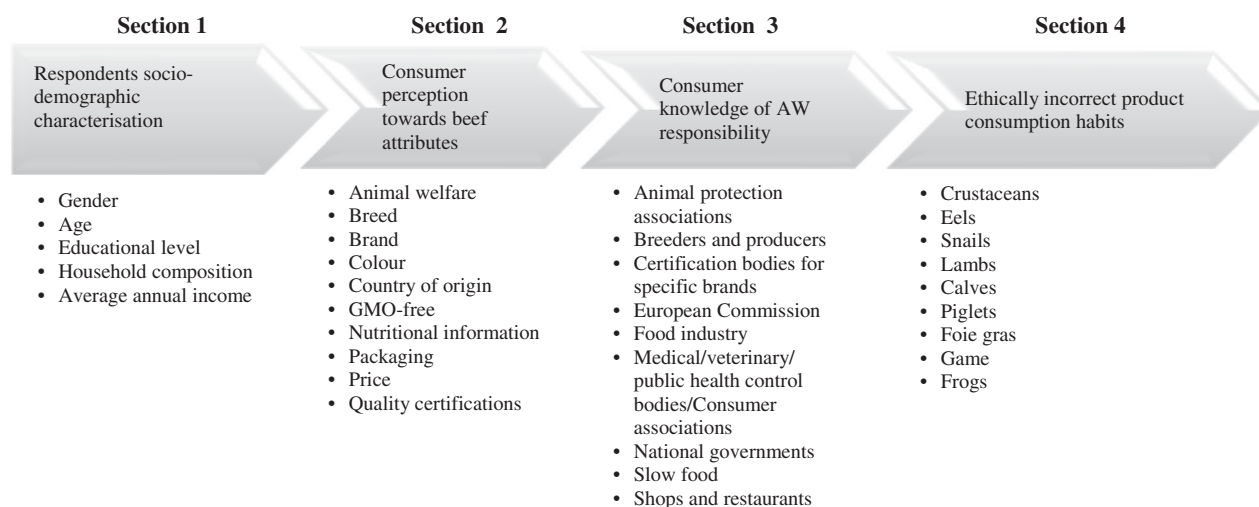 Section 1
Respondents socio-
demographic
characterisation
• Gender
• Age
• Educational level
• Household composition
• Average annual income
Section 2
Consumer
perception
towards beef
attributes
• Animal welfare
• Breed
• Brand
• Colour
• Country of origin
• GMO-free
• Nutritional information
• Packaging
• Price
• Quality certifications
Section 3
Consumer
knowledge of AW
responsibility
• Animal protection
associations
• Breeders and producers
• Certification bodies for
specific brands
• European Commission
• Food industry
• Medical/veterinary/
public health control
bodies/Consumer
associations
• National governments
• Slow food
• Shops and restaurants
Section 4
Ethically incorrect product
consumption habits
• Crustaceans
• Eels
• Snails
• Lambs
• Calves
• Piglets
• Foie gras
• Game
• Frogs